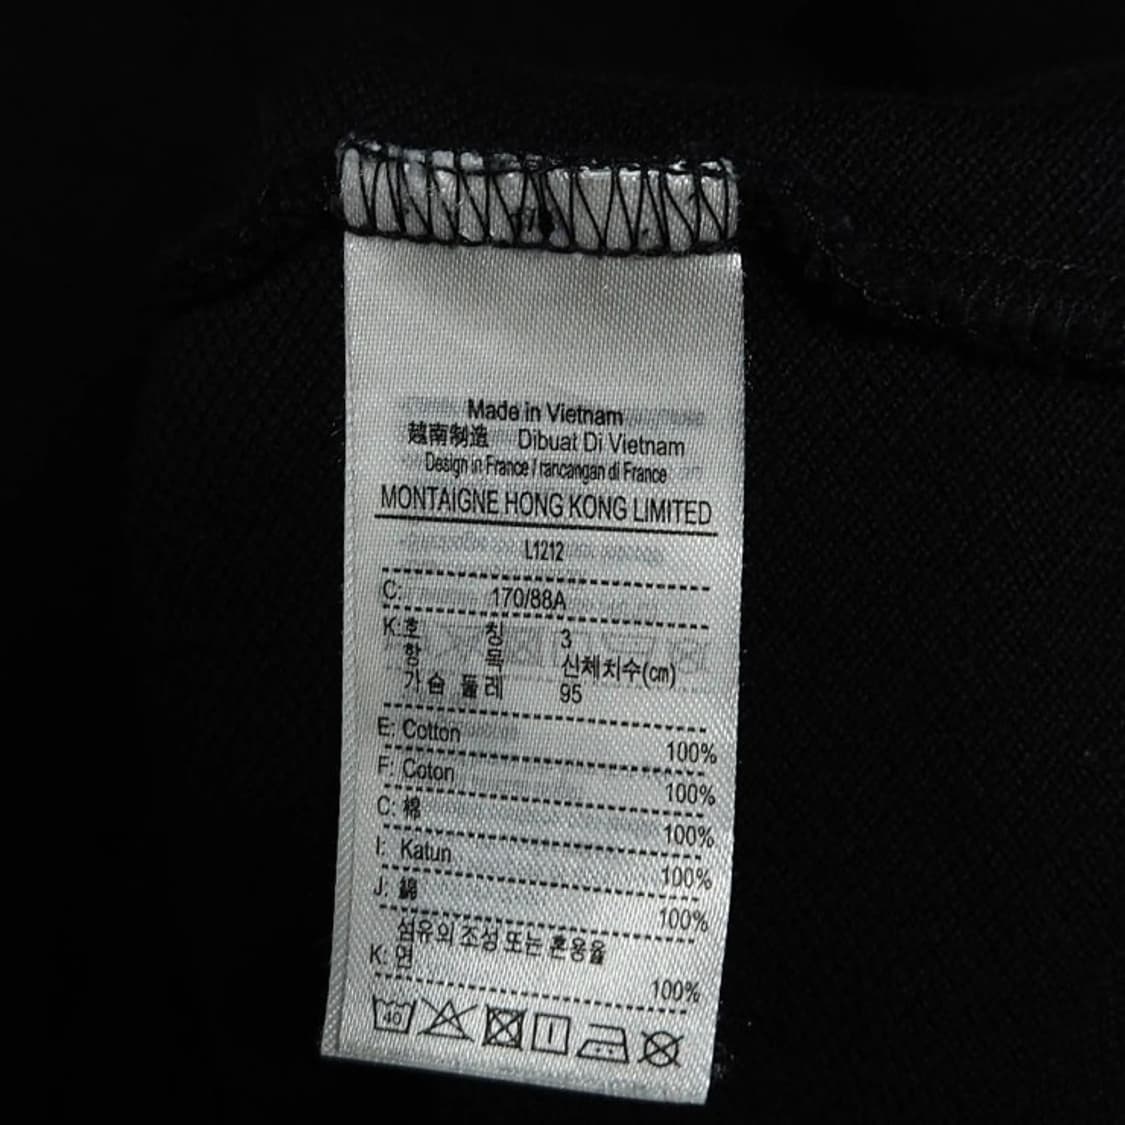 Made in Vietnam
越南制造 Dibuat Di Vietnam
Design in France / rancangan di France
MONTAIGNE HONG KONG LIMITED
L1212
C: 170/88A
K: 호 칭 3
항 목 신체치수(cm)
가슴 둘레 95
E: Cotton 100%
F: Coton 100%
C: 棉 100%
I: Katun 100%
J: 綿 100%
섬유의 조성 또는 혼용율
K: 면 100%
40